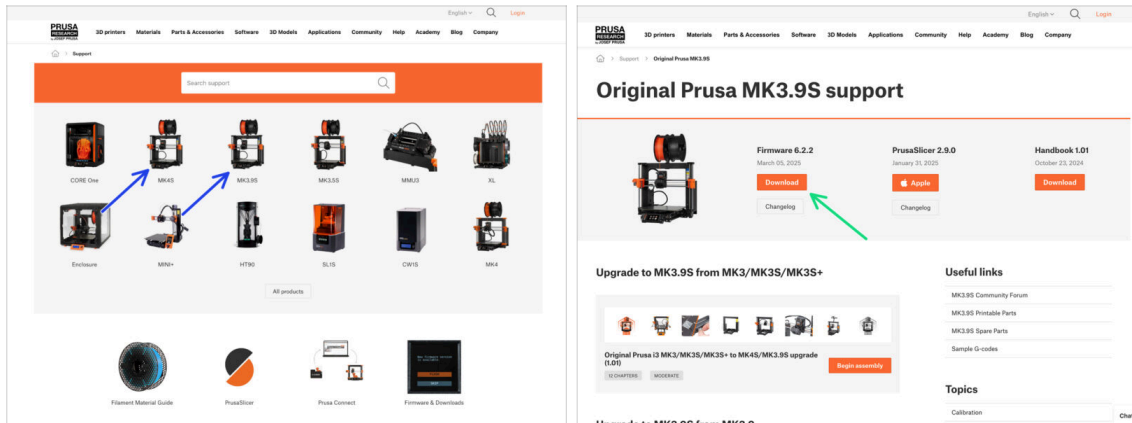 English
Login
PRUSA
RESEARCH
by JOSEF PRUSA
3D printers Materials Parts & Accessories Software 3D Models Applications Community Help Academy Blog Company
> Support
Search support
CORE One MK4S MK3.9S MK3.5S MMU3 XL
Enclosure MINI+ HT90 SL1S CW1S MK4
All products
Filament Material Guide PrusaSlicer Prusa Connect Firmware & Downloads
English
Login
PRUSA
RESEARCH
by JOSEF PRUSA
3D printers Materials Parts & Accessories Software 3D Models Applications Community Help Academy Blog Company
> Support > Original Prusa MK3.9S
Original Prusa MK3.9S support
Firmware 6.2.2 PrusaSlicer 2.9.0 Handbook 1.01
March 05, 2025 January 31, 2025 October 23, 2024
Download Apple Download
Changelog Changelog
Upgrade to MK3.9S from MK3/MK3S/MK3S+
Original Prusa i3 MK3/MK3S/MK3S+ to MK4S/MK3.9S upgrade
(1.01)
12 CHAPTERS MODERATE
Begin assembly
Useful links
MK3.9S Community Forum
MK3.9S Printable Parts
MK3.9S Spare Parts
Sample G-codes
Topics
Calibration
Chat